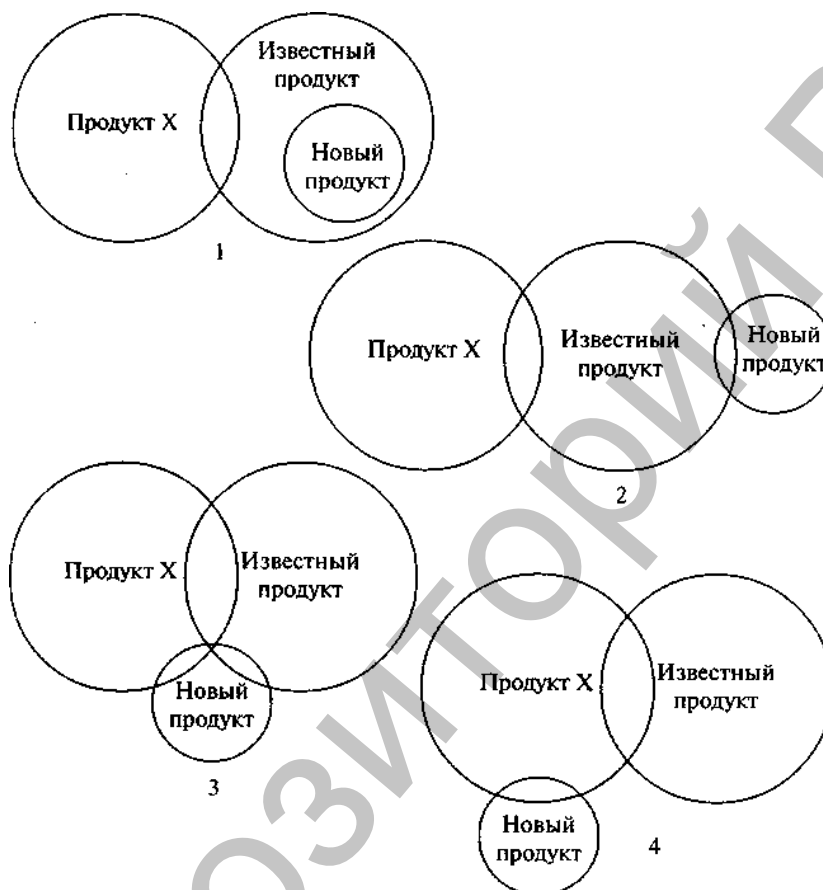 Продукт X
Известный
продукт
Новый
продукт
1
Продукт X
Известный
продукт
Новый
продукт
2
Продукт X
Известный
продукт
Новый
продукт
3
Продукт X
Известный
продукт
Новый
продукт
4